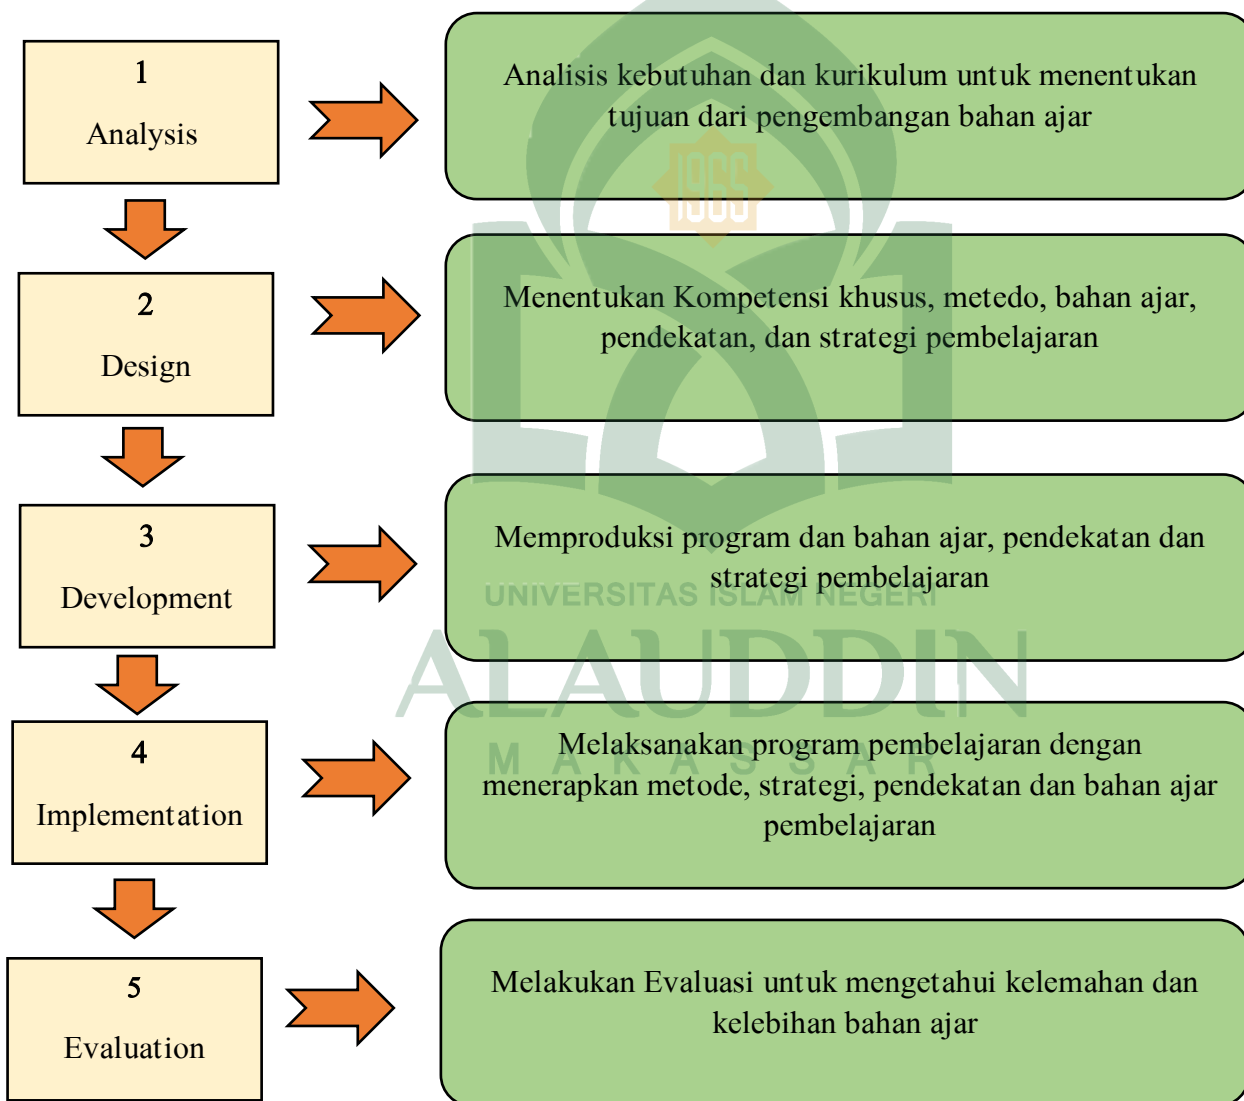 1
Analysis
Analisis kebutuhan dan kurikulum untuk menentukan
tujuan dari pengembangan bahan ajar
1965
2
Design
Menentukan Kompetensi khusus, metedo, bahan ajar,
pendekatan, dan strategi pembelajaran
3
Development
Memproduksi program dan bahan ajar, pendekatan dan
strategi pembelajaran
UNIVERSITAS ISLAM NEGERI
ALAUDDIN
MAKASSAR
4
Implementation
Melaksanakan program pembelajaran dengan
menerapkan metode, strategi, pendekatan dan bahan ajar
pembelajaran
5
Evaluation
Melakukan Evaluasi untuk mengetahui kelemahan dan
kelebihan bahan ajar